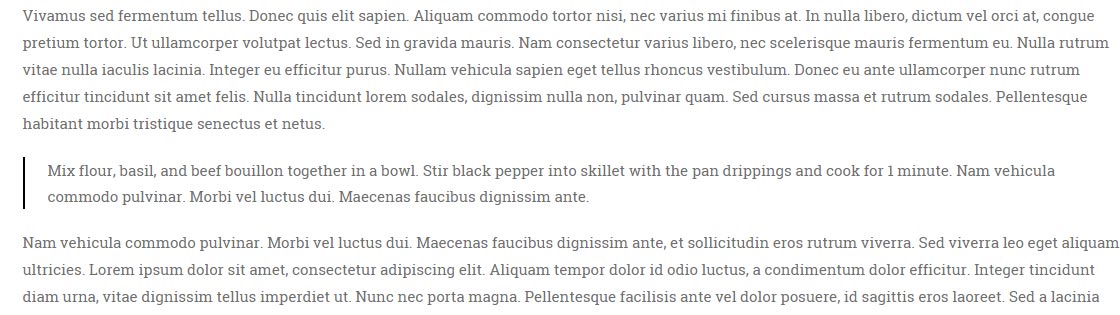 Vivamus sed fermentum tellus. Donec quis elit sapien. Aliquam commodo tortor nisi, nec varius mi finibus at. In nulla libero, dictum vel orci at, congue
pretium tortor. Ut ullamcorper volutpat lectus. Sed in gravida mauris. Nam consectetur varius libero, nec scelerisque mauris fermentum eu. Nulla rutrum
vitae nulla iaculis lacinia. Integer eu efficitur purus. Nullam vehicula sapien eget tellus rhoncus vestibulum. Donec eu ante ullamcorper nunc rutrum
efficitur tincidunt sit amet felis. Nulla tincidunt lorem sodales, dignissim nulla non, pulvinar quam. Sed cursus massa et rutrum sodales. Pellentesque
habitant morbi tristique senectus et netus.
Mix flour, basil, and beef bouillon together in a bowl. Stir black pepper into skillet with the pan drippings and cook for 1 minute. Nam vehicula
commodo pulvinar. Morbi vel luctus dui. Maecenas faucibus dignissim ante.
Nam vehicula commodo pulvinar. Morbi vel luctus dui. Maecenas faucibus dignissim ante, et sollicitudin eros rutrum viverra. Sed viverra leo eget aliquam
ultricies. Lorem ipsum dolor sit amet, consectetur adipiscing elit. Aliquam tempor dolor id odio luctus, a condimentum dolor efficitur. Integer tincidunt
diam urna, vitae dignissim tellus imperdiet ut. Nunc nec porta magna. Pellentesque facilisis ante vel dolor posuere, id sagittis eros laoreet. Sed a lacinia